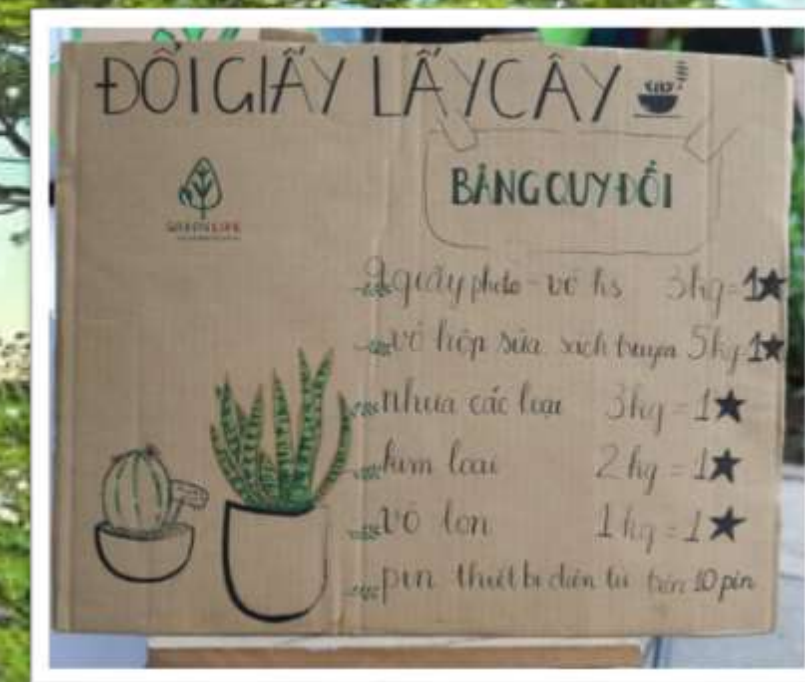 ĐỔI GIẤY LẤY CÂY
GREEN LIFE
BẢNG QUY ĐỔI
giấy photo - vở hs 3kg = 1★
vỏ hộp sữa sách truyện 5kg = 1★
nhựa các loại 3kg = 1★
kim loại 2kg = 1★
vỏ lon 1kg = 1★
pin thiết bị điện tử trên 10 pin